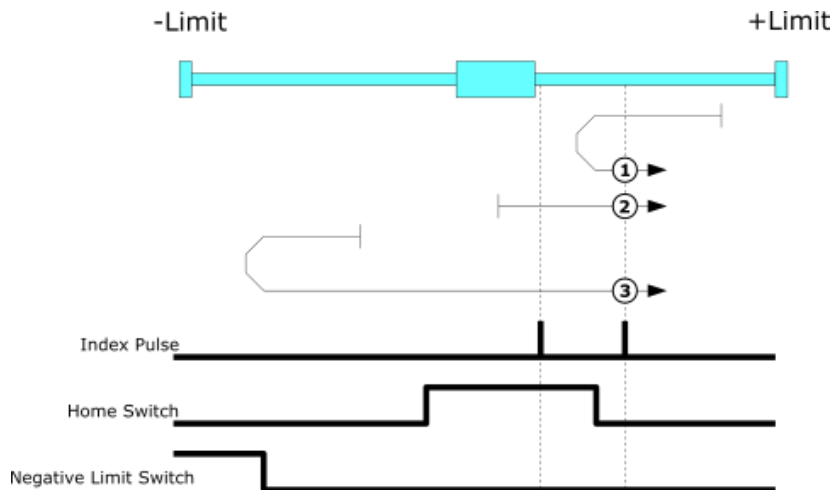 -Limit
+Limit
1
2
3
Index Pulse
Home Switch
Negative Limit Switch